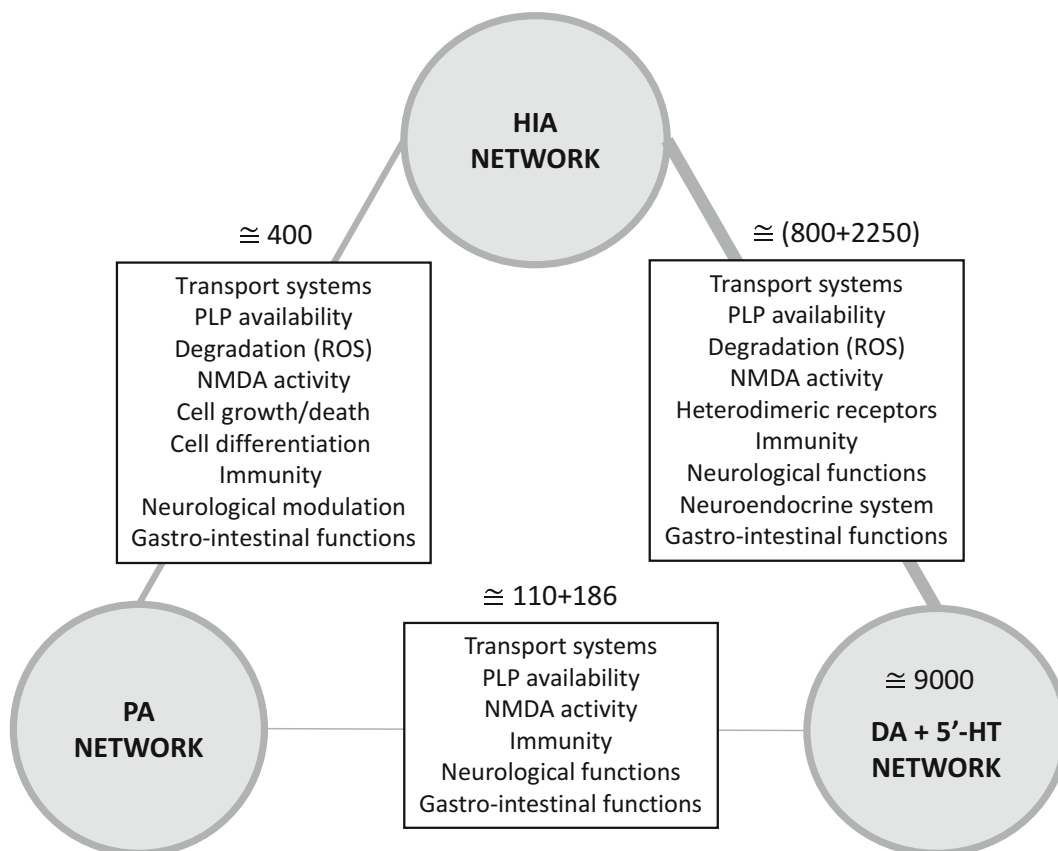 HIA
NETWORK
≅ 400
Transport systems
PLP availability
Degradation (ROS)
NMDA activity
Cell growth/death
Cell differentiation
Immunity
Neurological modulation
Gastro-intestinal functions
≅ (800+2250)
Transport systems
PLP availability
Degradation (ROS)
NMDA activity
Heterodimeric receptors
Immunity
Neurological functions
Neuroendocrine system
Gastro-intestinal functions
≅ 110+186
Transport systems
PLP availability
NMDA activity
Immunity
Neurological functions
Gastro-intestinal functions
PA
NETWORK
≅ 9000
DA + 5’-HT
NETWORK